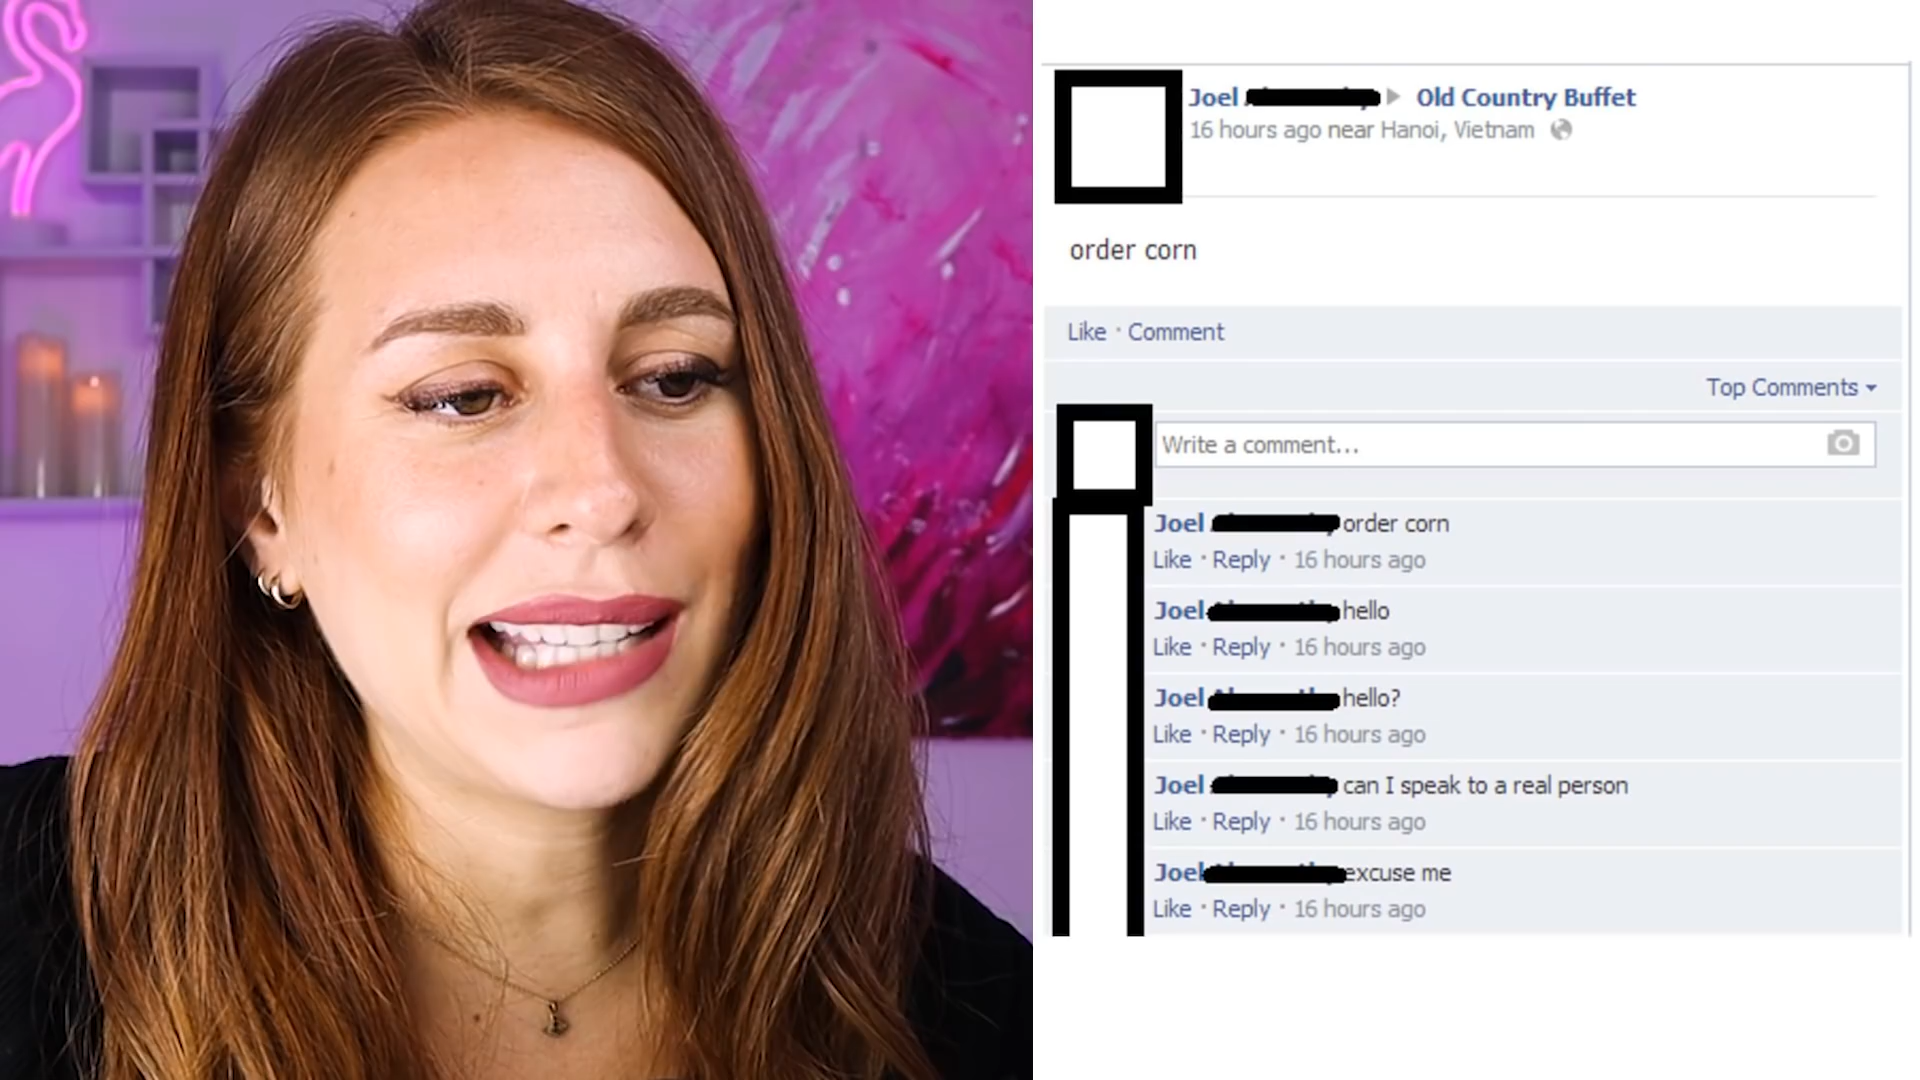 Joel Old Country Buffet
16 hours ago near Hanoi, Vietnam
order corn
Like · Comment
Top Comments
Write a comment...
Joel order corn
Like · Reply · 16 hours ago
Joel hello
Like · Reply · 16 hours ago
Joel hello?
Like · Reply · 16 hours ago
Joel can I speak to a real person
Like · Reply · 16 hours ago
Joel excuse me
Like · Reply · 16 hours ago